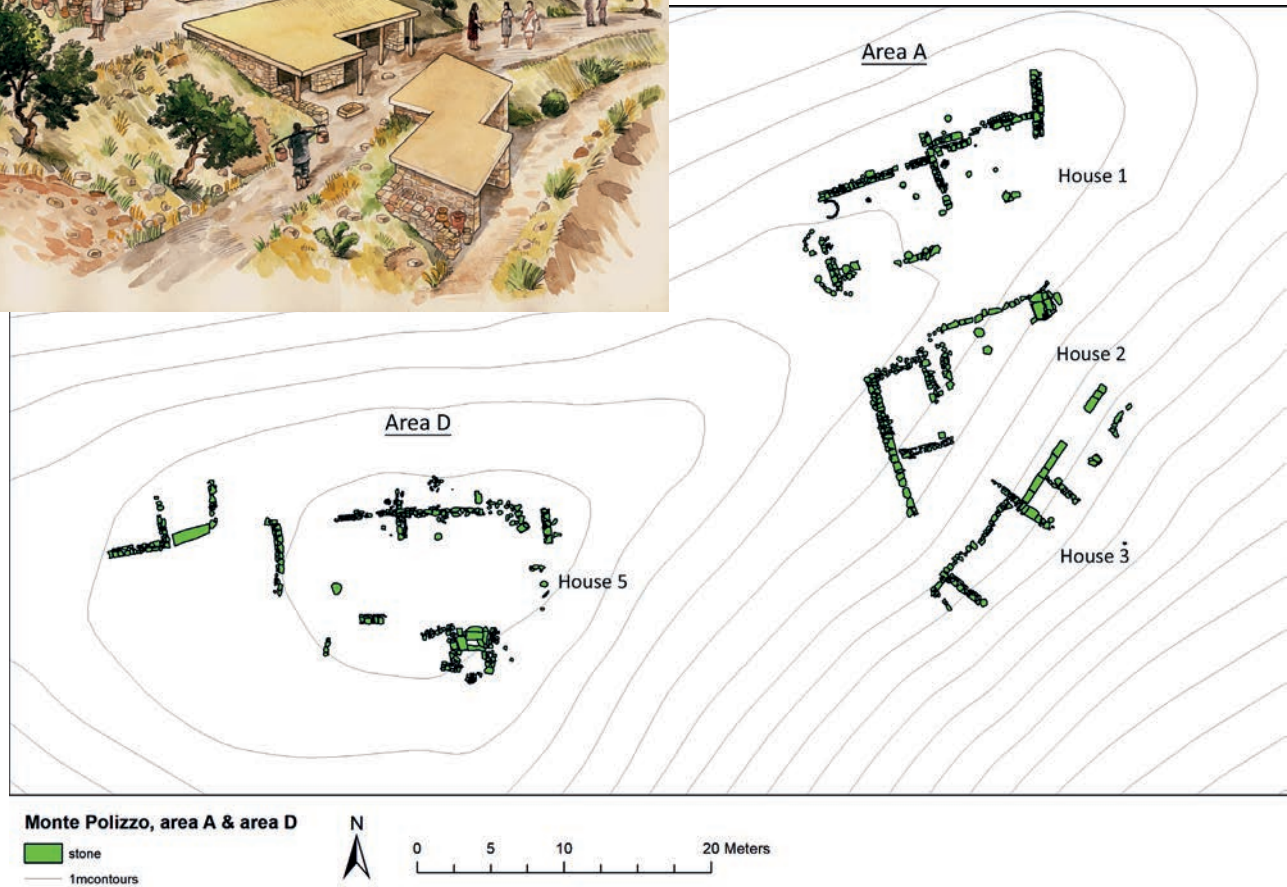 Area A
House 1
House 2
Area D
House 3
House 5
Monte Polizzo, area A & area D
stone
1mcontours
N
0 5 10 20 Meters